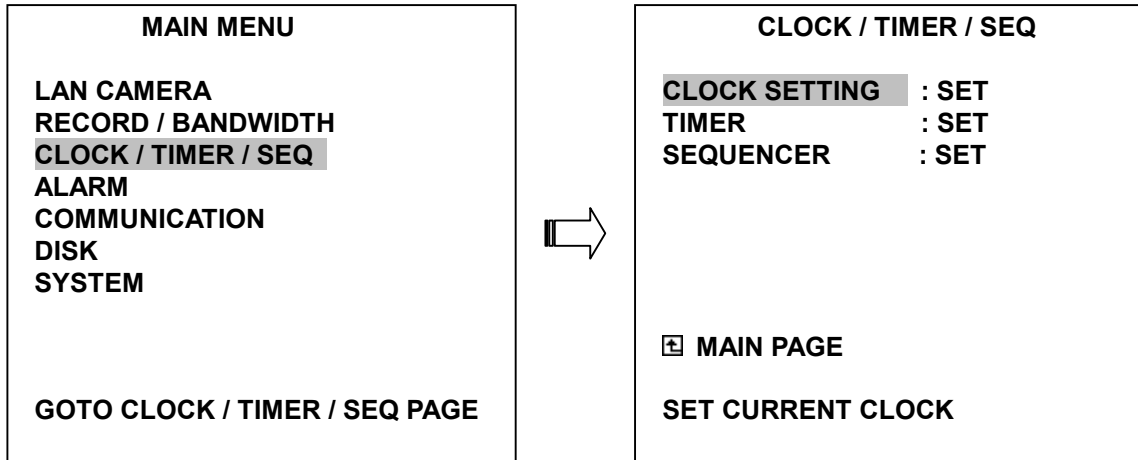 MAIN MENU
LAN CAMERA
RECORD / BANDWIDTH
CLOCK / TIMER / SEQ
ALARM
COMMUNICATION
DISK
SYSTEM
GOTO CLOCK / TIMER / SEQ PAGE
CLOCK / TIMER / SEQ
CLOCK SETTING : SET
TIMER : SET
SEQUENCER : SET
MAIN PAGE
SET CURRENT CLOCK